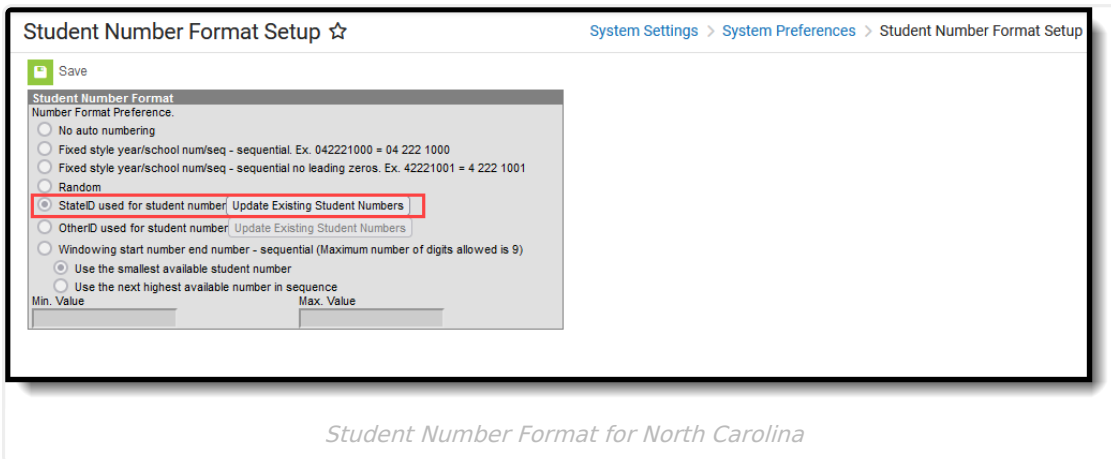 Student Number Format Setup
System Settings > System Preferences > Student Number Format Setup
Save
Student Number Format
Number Format Preference.
No auto numbering
Fixed style year/school num/seq - sequential. Ex. 042221000 = 04 222 1000
Fixed style year/school num/seq - sequential no leading zeros. Ex. 42221001 = 4 222 1001
Random
StateID used for student number Update Existing Student Numbers
OtherID used for student number Update Existing Student Numbers
Windowing start number end number - sequential (Maximum number of digits allowed is 9)
Use the smallest available student number
Use the next highest available number in sequence
Min. Value Max. Value
Student Number Format for North Carolina